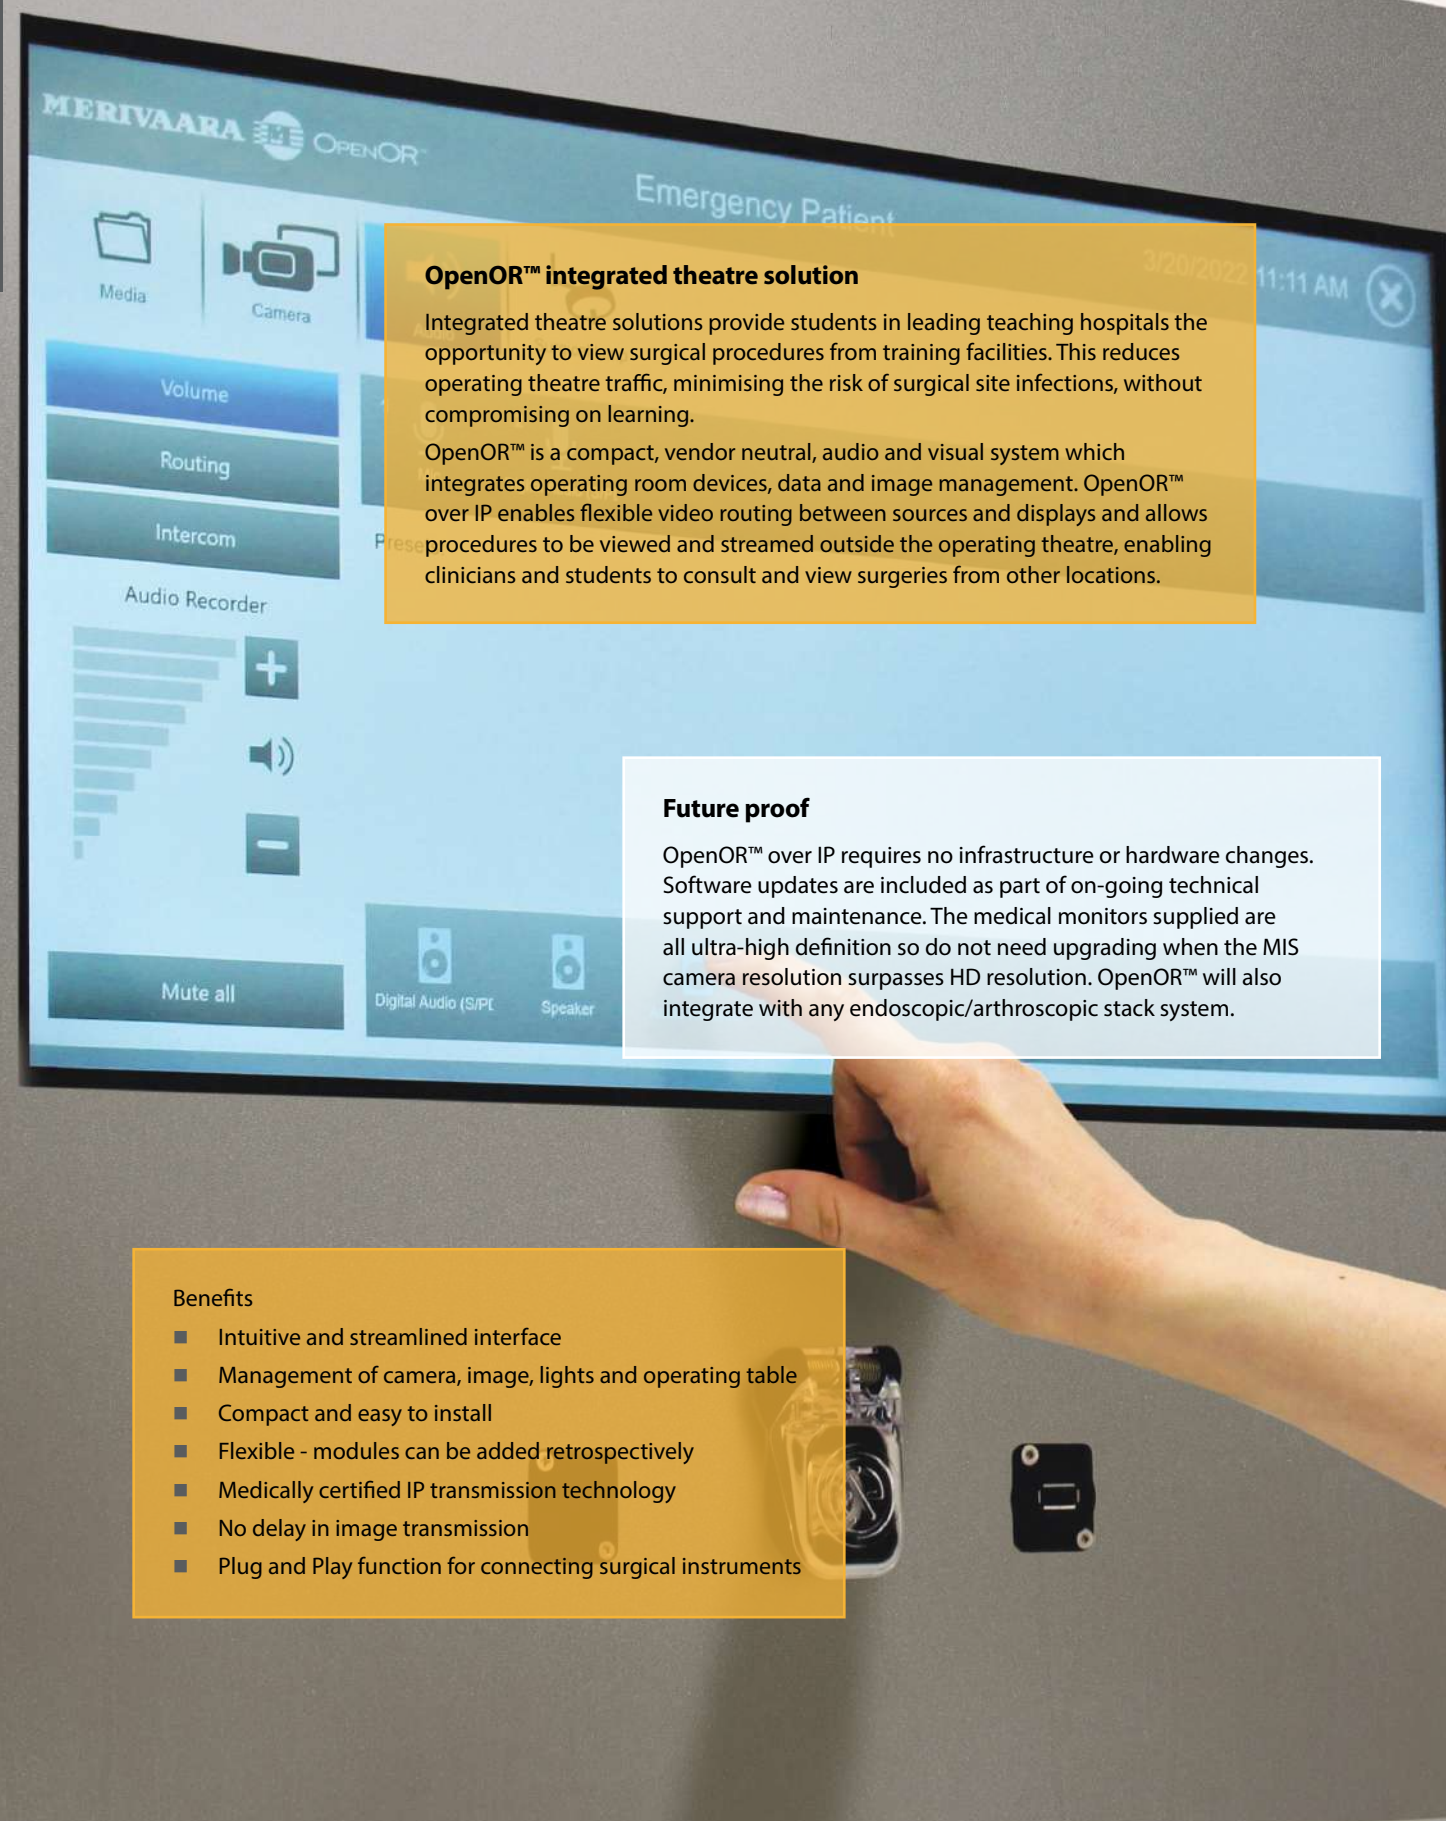 MERIVAARA M OPENOR™
Emergency Patient
3/20/2022 11:11 AM
Media
Camera
Audio
Volume
Routing
Intercom
Audio Recorder
Mute all
Digital Audio (S/PI
Speaker
OpenOR™ integrated theatre solution
Integrated theatre solutions provide students in leading teaching hospitals the
opportunity to view surgical procedures from training facilities. This reduces
operating theatre traffic, minimising the risk of surgical site infections, without
compromising on learning.
OpenOR™ is a compact, vendor neutral, audio and visual system which
integrates operating room devices, data and image management. OpenOR™
over IP enables flexible video routing between sources and displays and allows
procedures to be viewed and streamed outside the operating theatre, enabling
clinicians and students to consult and view surgeries from other locations.
Future proof
OpenOR™ over IP requires no infrastructure or hardware changes.
Software updates are included as part of on-going technical
support and maintenance. The medical monitors supplied are
all ultra-high definition so do not need upgrading when the MIS
camera resolution surpasses HD resolution. OpenOR™ will also
integrate with any endoscopic/arthroscopic stack system.
Benefits
■ Intuitive and streamlined interface
■ Management of camera, image, lights and operating table
■ Compact and easy to install
■ Flexible - modules can be added retrospectively
■ Medically certified IP transmission technology
■ No delay in image transmission
■ Plug and Play function for connecting surgical instruments